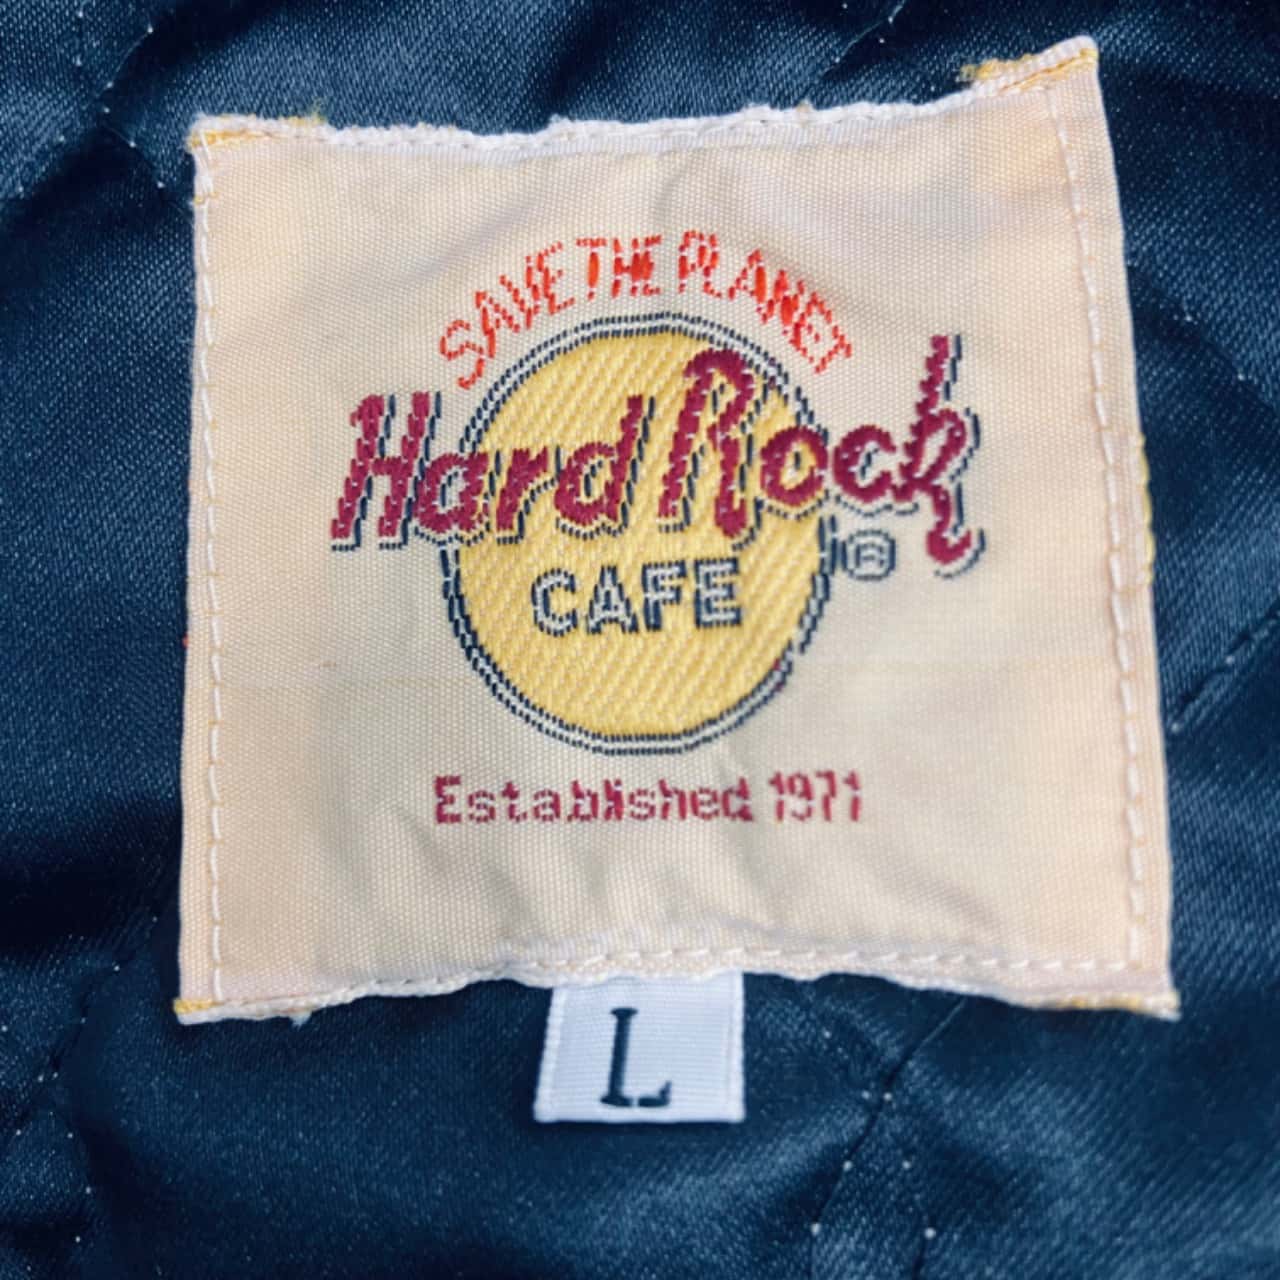 SAVE THE PLANET
Hard Rock
CAFE ®
Established 1971
L